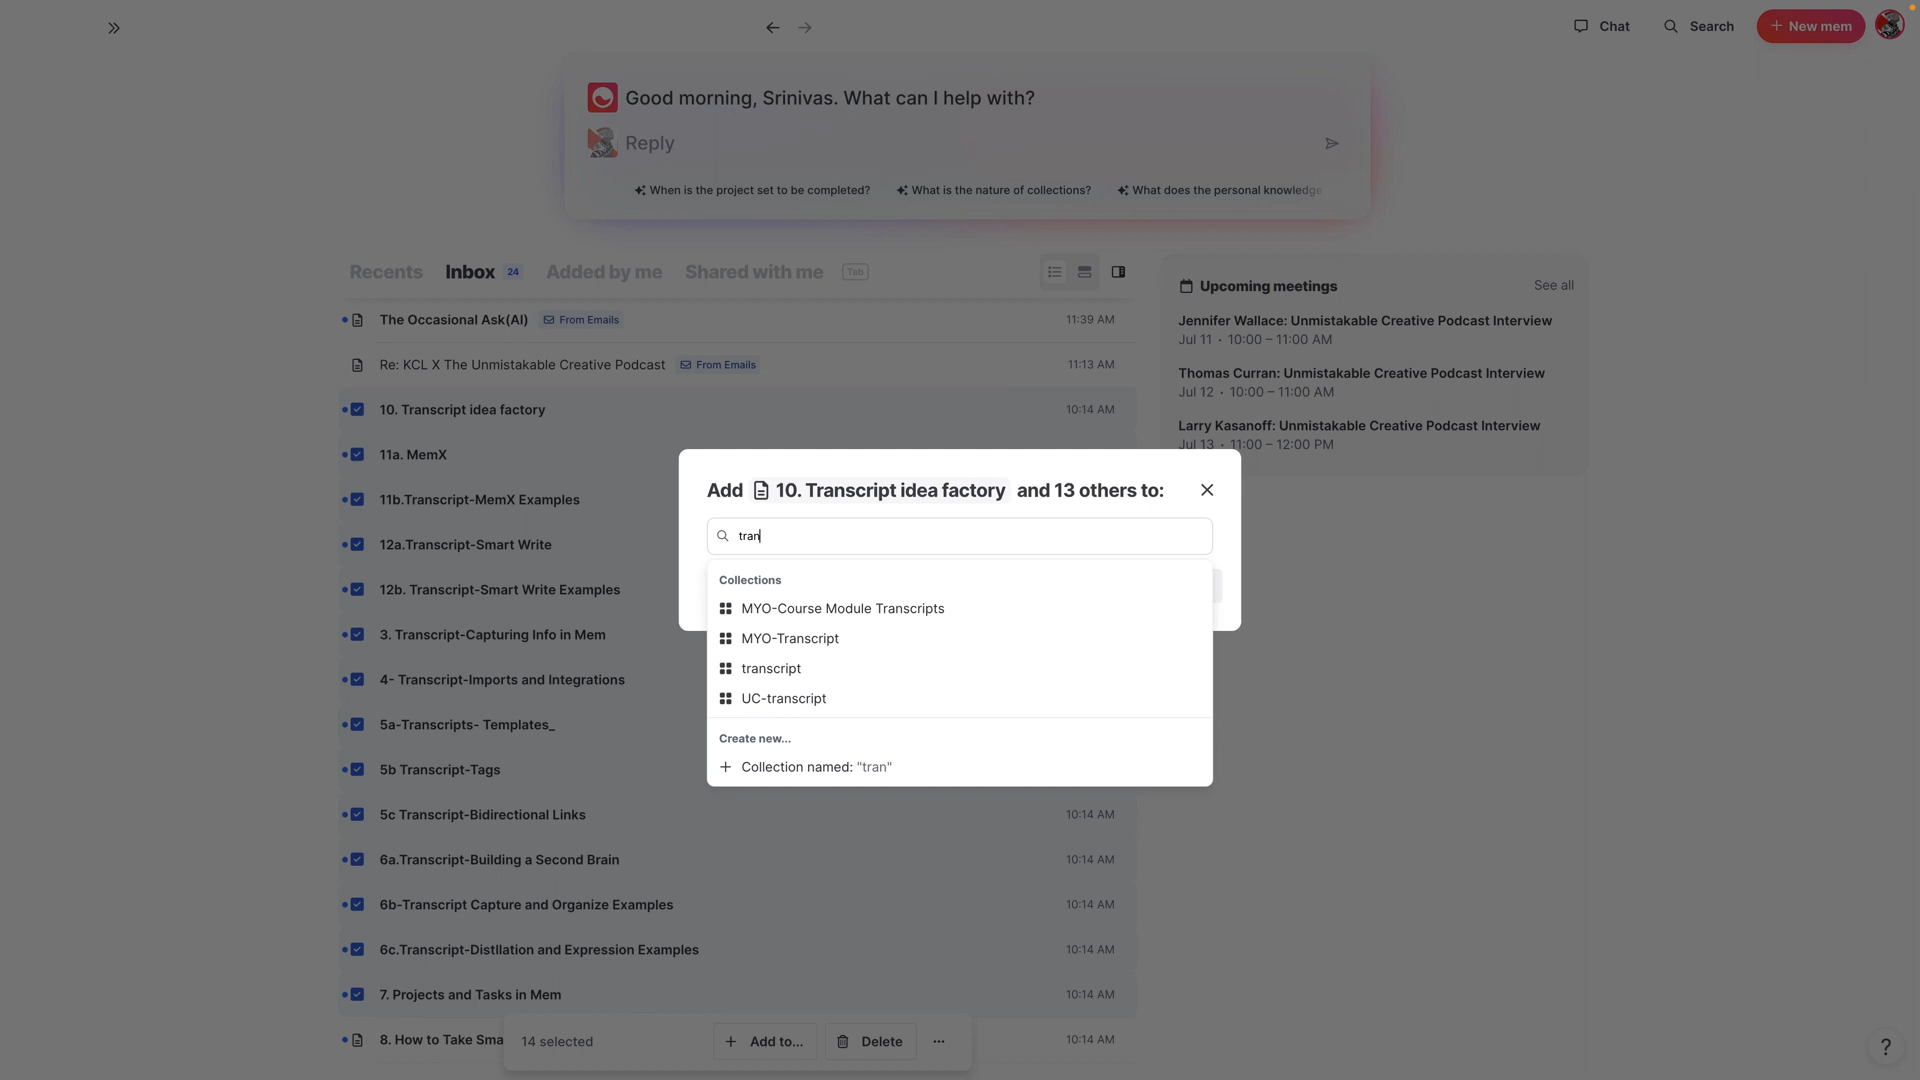 Chat
Search
New mem
Good morning, Srinivas. What can I help with?
Reply
When is the project set to be completed?
What is the nature of collections?
What does the personal knowledge
Recents
Inbox 24
Added by me
Shared with me
Tab
The Occasional Ask(AI) From Emails 11:39 AM
Re: KCL X The Unmistakable Creative Podcast From Emails 11:13 AM
10. Transcript idea factory 10:14 AM
11a. MemX
11b.Transcript-MemX Examples
12a.Transcript-Smart Write
12b. Transcript-Smart Write Examples
3. Transcript-Capturing Info in Mem
4- Transcript-Imports and Integrations
5a-Transcripts- Templates_
5b Transcript-Tags
5c Transcript-Bidirectional Links 10:14 AM
6a.Transcript-Building a Second Brain 10:14 AM
6b-Transcript Capture and Organize Examples 10:14 AM
6c.Transcript-Distllation and Expression Examples 10:14 AM
7. Projects and Tasks in Mem 10:14 AM
8. How to Take Sma 10:14 AM
Upcoming meetings
See all
Jennifer Wallace: Unmistakable Creative Podcast Interview
Jul 11 · 10:00 – 11:00 AM
Thomas Curran: Unmistakable Creative Podcast Interview
Jul 12 · 10:00 – 11:00 AM
Larry Kasanoff: Unmistakable Creative Podcast Interview
Jul 13 · 11:00 – 12:00 PM
Add 10. Transcript idea factory and 13 others to:
tran
Collections
MYO-Course Module Transcripts
MYO-Transcript
transcript
UC-transcript
Create new...
Collection named: "tran"
14 selected
Add to...
Delete
?